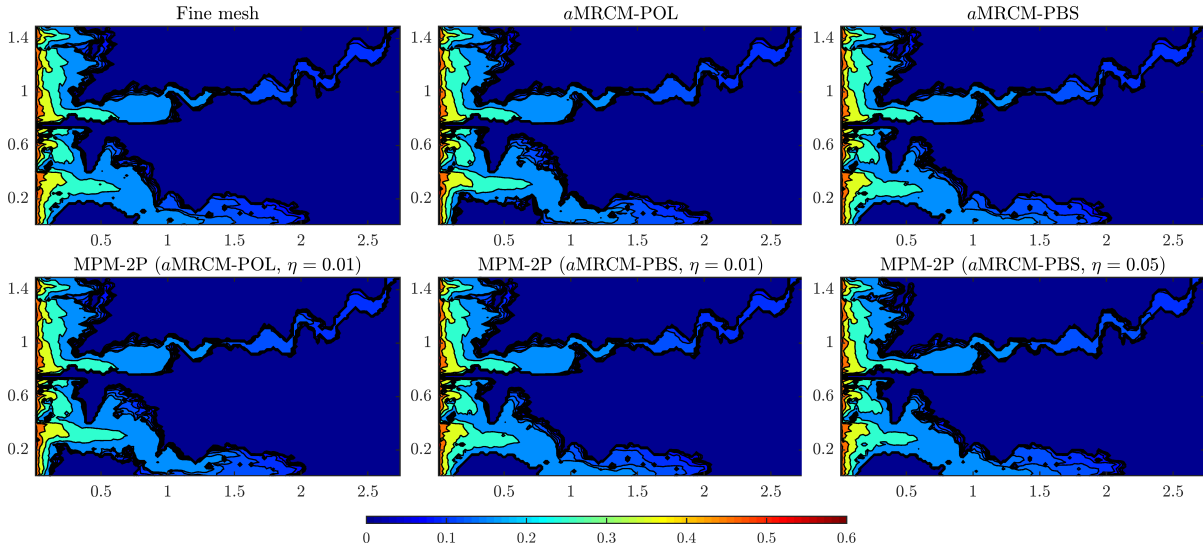 Fine mesh
aMRCM-POL
aMRCM-PBS
1.4
1
0.6
0.2
0.5 1 1.5 2 2.5
1.4
1
0.6
0.2
0.5 1 1.5 2 2.5
1.4
1
0.6
0.2
0.5 1 1.5 2 2.5
MPM-2P (aMRCM-POL, η = 0.01)
MPM-2P (aMRCM-PBS, η = 0.01)
MPM-2P (aMRCM-PBS, η = 0.05)
1.4
1
0.6
0.2
0.5 1 1.5 2 2.5
1.4
1
0.6
0.2
0.5 1 1.5 2 2.5
1.4
1
0.6
0.2
0.5 1 1.5 2 2.5
0 0.1 0.2 0.3 0.4 0.5 0.6